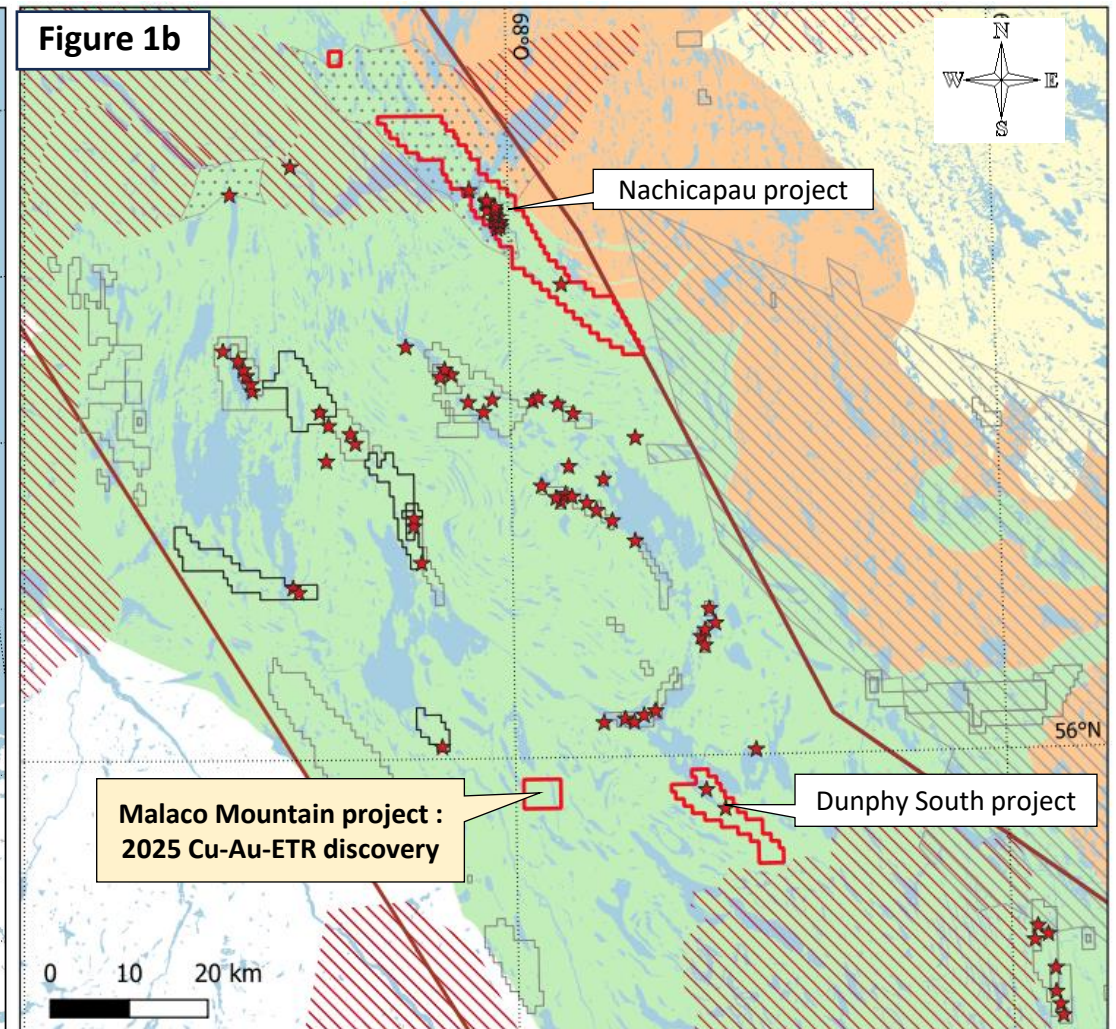 Figure 1b
68°O
N
W
E
S
Nachicapau project
56°N
Malaco Mountain project :
2025 Cu-Au-ETR discovery
Dunphy South project
0 10 20 km